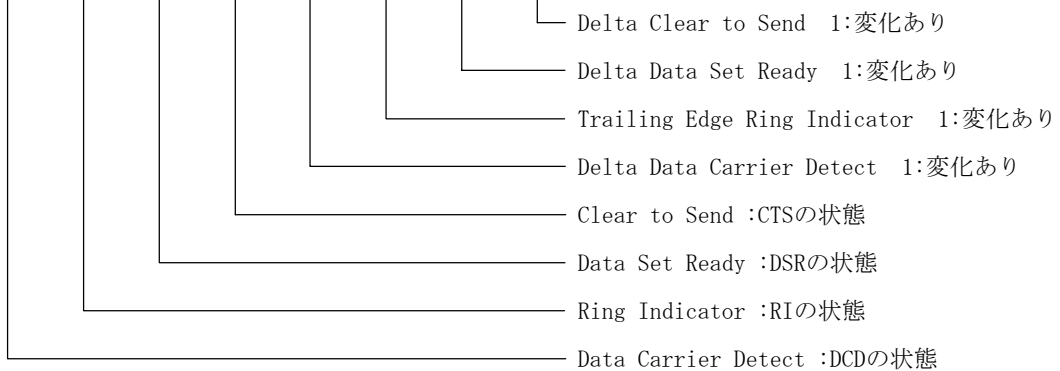 Delta Clear to Send 1:変化あり
Delta Data Set Ready 1:変化あり
Trailing Edge Ring Indicator 1:変化あり
Delta Data Carrier Detect 1:変化あり
Clear to Send :CTSの状態
Data Set Ready :DSRの状態
Ring Indicator :RIの状態
Data Carrier Detect :DCDの状態